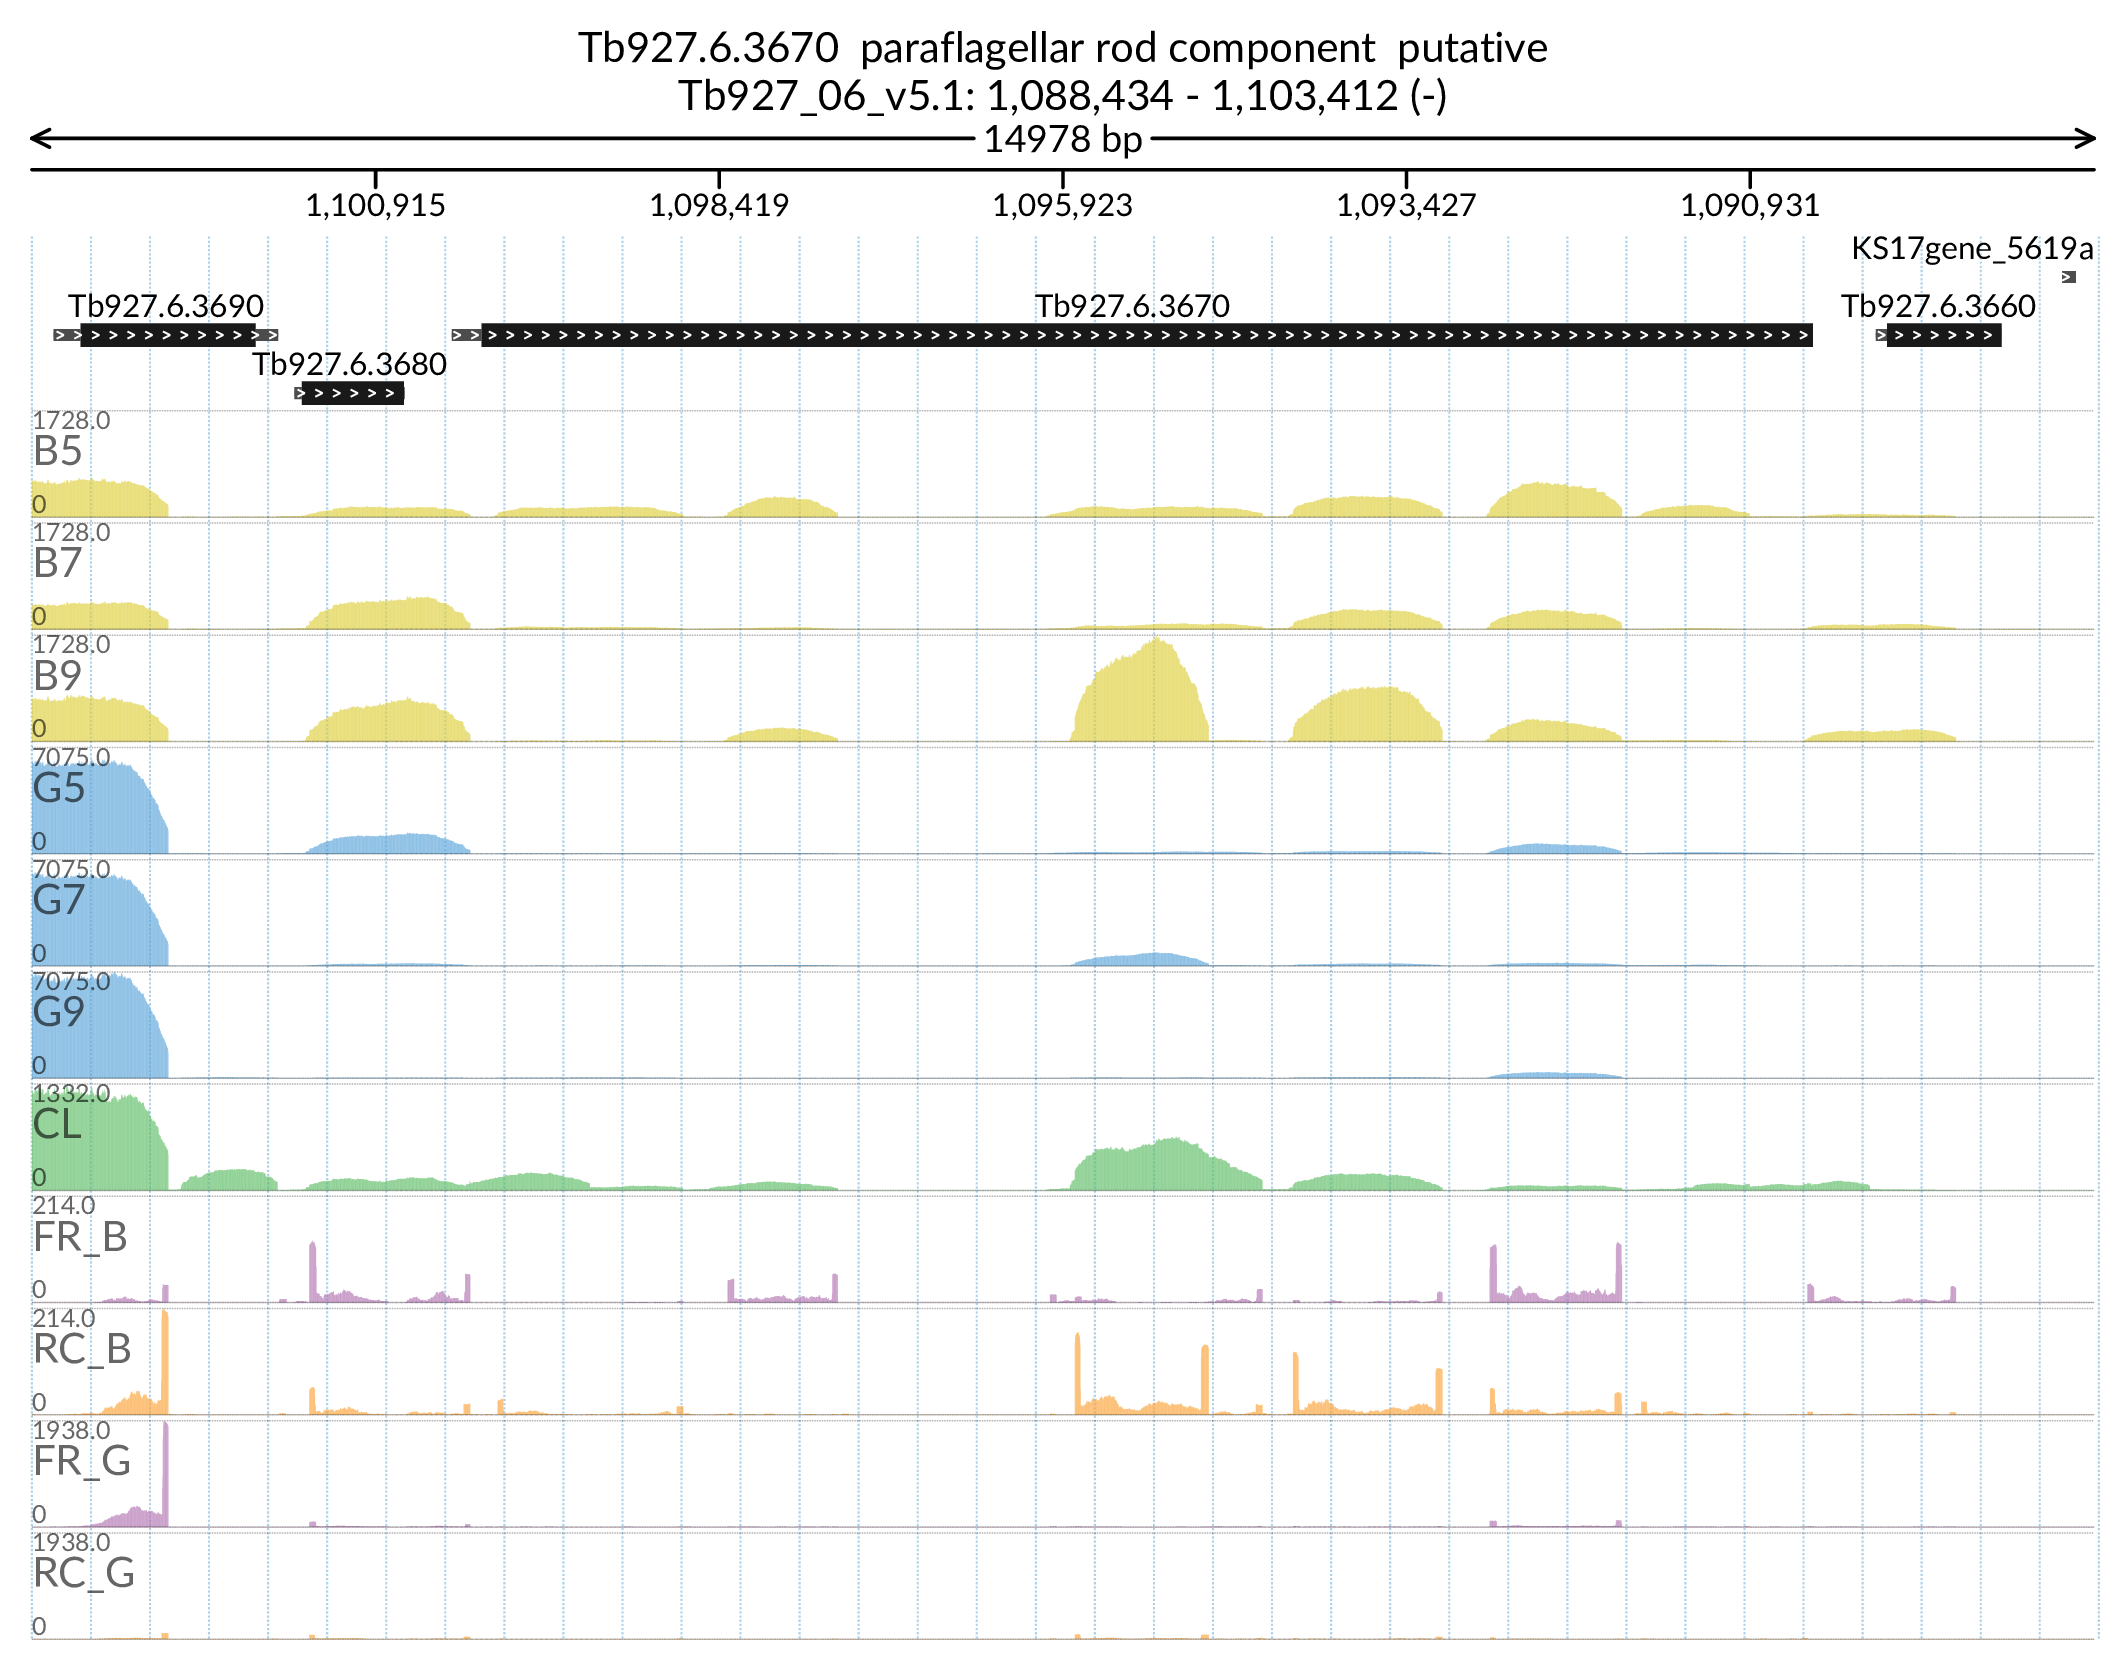 Tb927.6.3670 paraflagellar rod component putative
Tb927_06_v5.1: 1,088,434 - 1,103,412 (-)
14978 bp
1,100,915 1,098,419 1,095,923 1,093,427 1,090,931
KS17gene_5619a
Tb927.6.3690 Tb927.6.3670 Tb927.6.3660
Tb927.6.3680
1728.0
B5
0
1728.0
B7
0
1728.0
B9
0
7075.0
G5
0
7075.0
G7
0
7075.0
G9
0
1332.0
CL
0
214.0
FR_B
0
214.0
RC_B
0
1938.0
FR_G
0
1938.0
RC_G
0